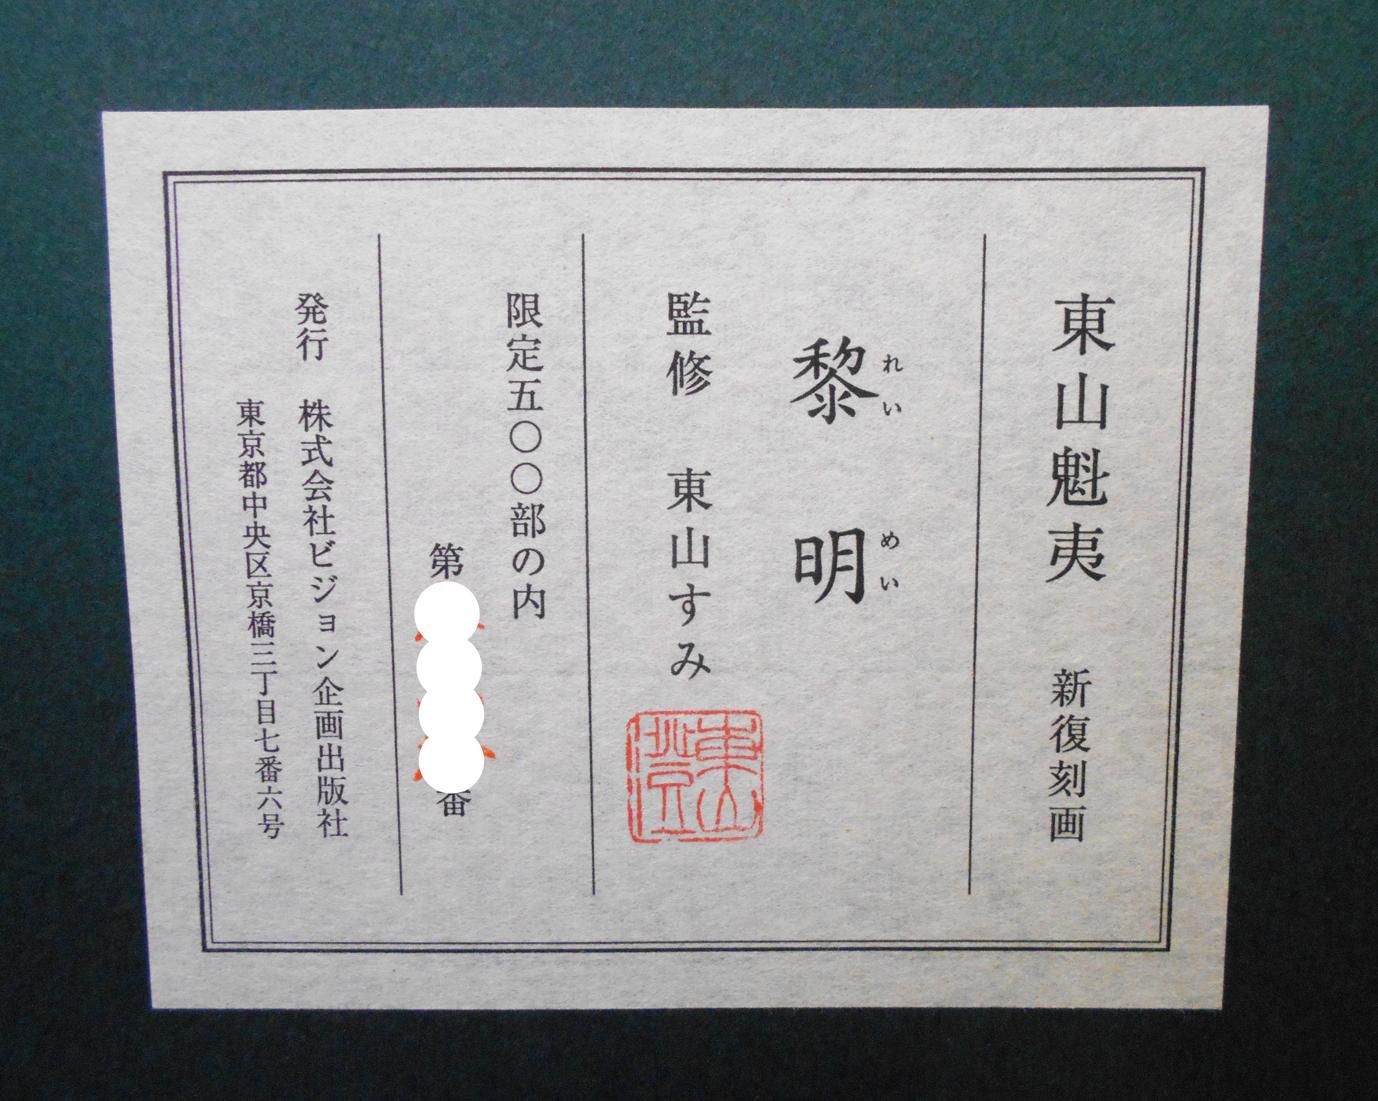 東山魁夷 新復刻画
黎明
れいめい
監修 東山すみ
限定五〇〇部の内
第 番
発行 株式会社ビジョン企画出版社
東京都中央区京橋三丁目七番六号